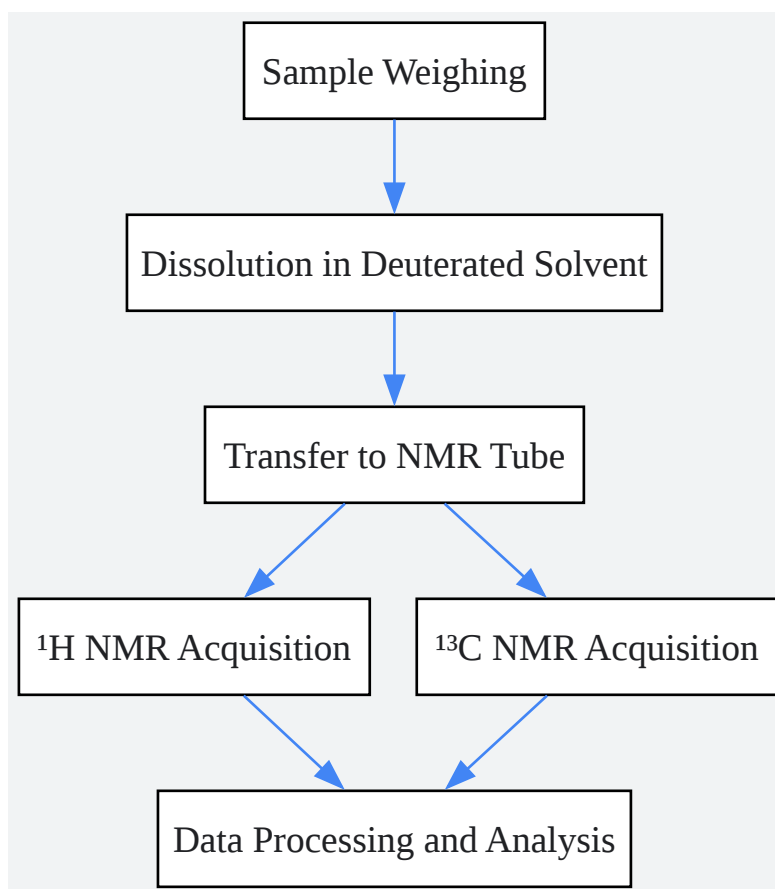 Sample Weighing
Dissolution in Deuterated Solvent
Transfer to NMR Tube
¹H NMR Acquisition
¹³C NMR Acquisition
Data Processing and Analysis